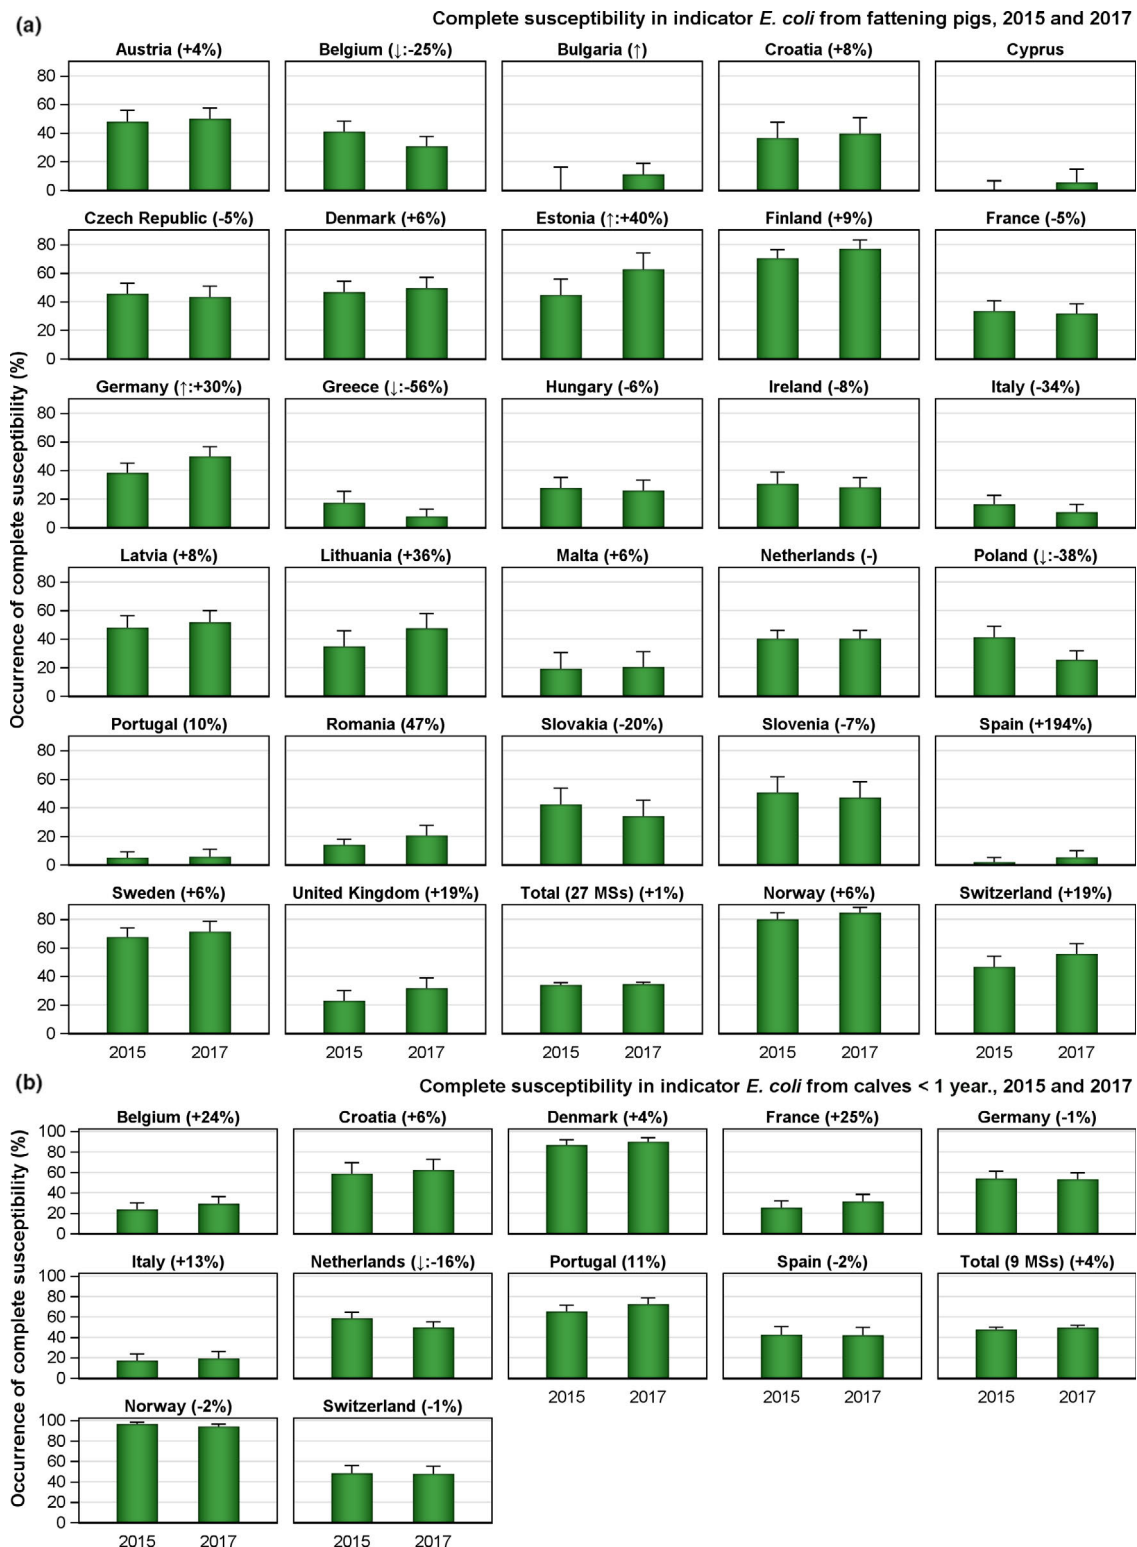 (a)
Complete susceptibility in indicator E. coli from fattening pigs, 2015 and 2017
Occurrence of complete susceptibility (%)
Austria (+4%) Belgium (↓:-25%) Bulgaria (↑) Croatia (+8%) Cyprus
80
60
40
20
0
Czech Republic (-5%) Denmark (+6%) Estonia (↑:+40%) Finland (+9%) France (-5%)
80
60
40
20
0
Germany (↑:+30%) Greece (↓:-56%) Hungary (-6%) Ireland (-8%) Italy (-34%)
80
60
40
20
0
Latvia (+8%) Lithuania (+36%) Malta (+6%) Netherlands (-) Poland (↓:-38%)
80
60
40
20
0
Portugal (10%) Romania (47%) Slovakia (-20%) Slovenia (-7%) Spain (+194%)
80
60
40
20
0
Sweden (+6%) United Kingdom (+19%) Total (27 MSs) (+1%) Norway (+6%) Switzerland (+19%)
80
60
40
20
0
2015 2017 2015 2017 2015 2017 2015 2017 2015 2017
(b)
Complete susceptibility in indicator E. coli from calves < 1 year., 2015 and 2017
Occurrence of complete susceptibility (%)
Belgium (+24%) Croatia (+6%) Denmark (+4%) France (+25%) Germany (-1%)
100
80
60
40
20
0
Italy (+13%) Netherlands (↓:-16%) Portugal (11%) Spain (-2%) Total (9 MSs) (+4%)
100
80
60
40
20
0
2015 2017 2015 2017 2015 2017
Norway (-2%) Switzerland (-1%)
100
80
60
40
20
0
2015 2017 2015 2017